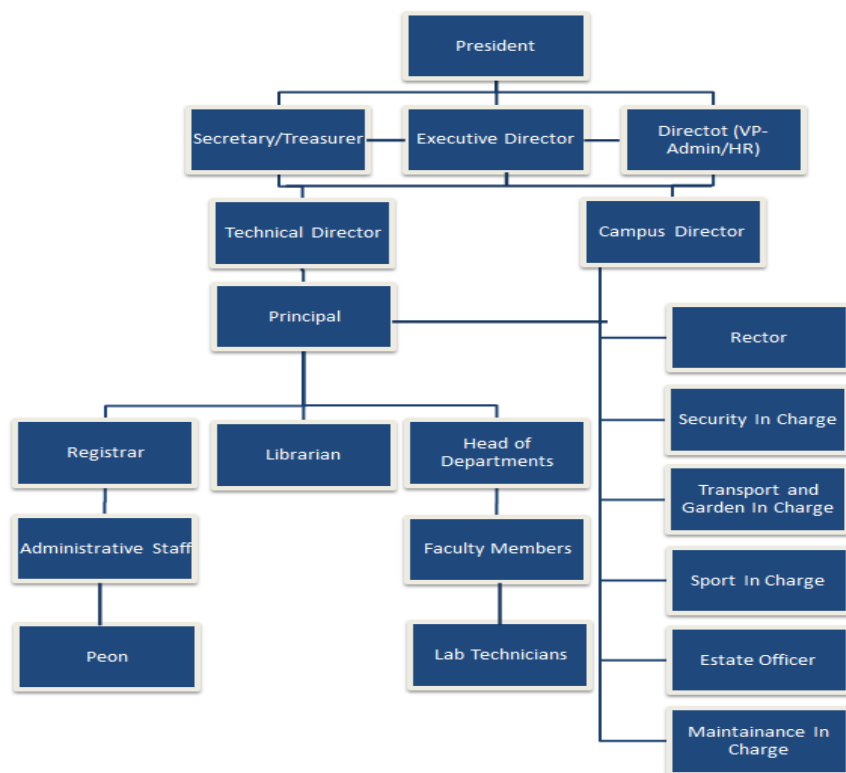 President
Secretary/Treasurer
Executive Director
Directot (VP-
Admin/HR)
Technical Director
Campus Director
Principal
Rector
Registrar
Librarian
Head of
Departments
Security In Charge
Transport and
Garden In Charge
Administrative Staff
Faculty Members
Sport In Charge
Peon
Lab Technicians
Estate Officer
Maintainance In
Charge